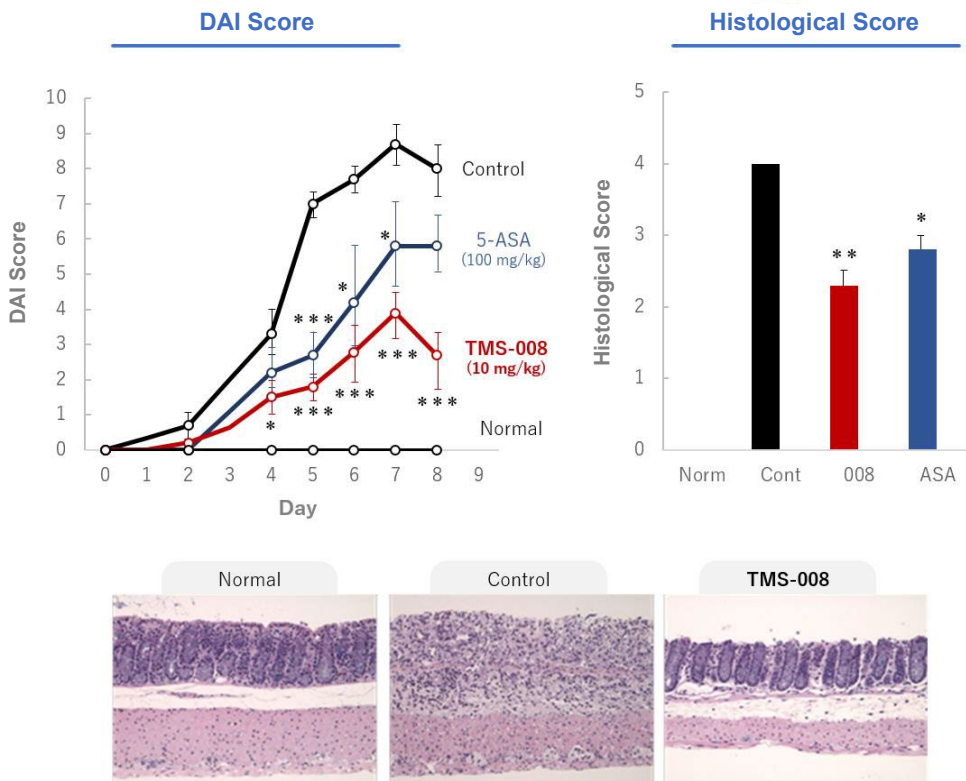 DAI Score
Histological Score
10
9
8
7
6
5
4
3
2
1
0
DAI Score
Control
5-ASA
(100 mg/kg)
TMS-008
(10 mg/kg)
Normal
*
*
***
***
***
***
***
*
0 1 2 3 4 5 6 7 8 9
Day
5
4
3
2
1
0
Histological Score
**
*
Norm Cont 008 ASA
Normal
Control
TMS-008